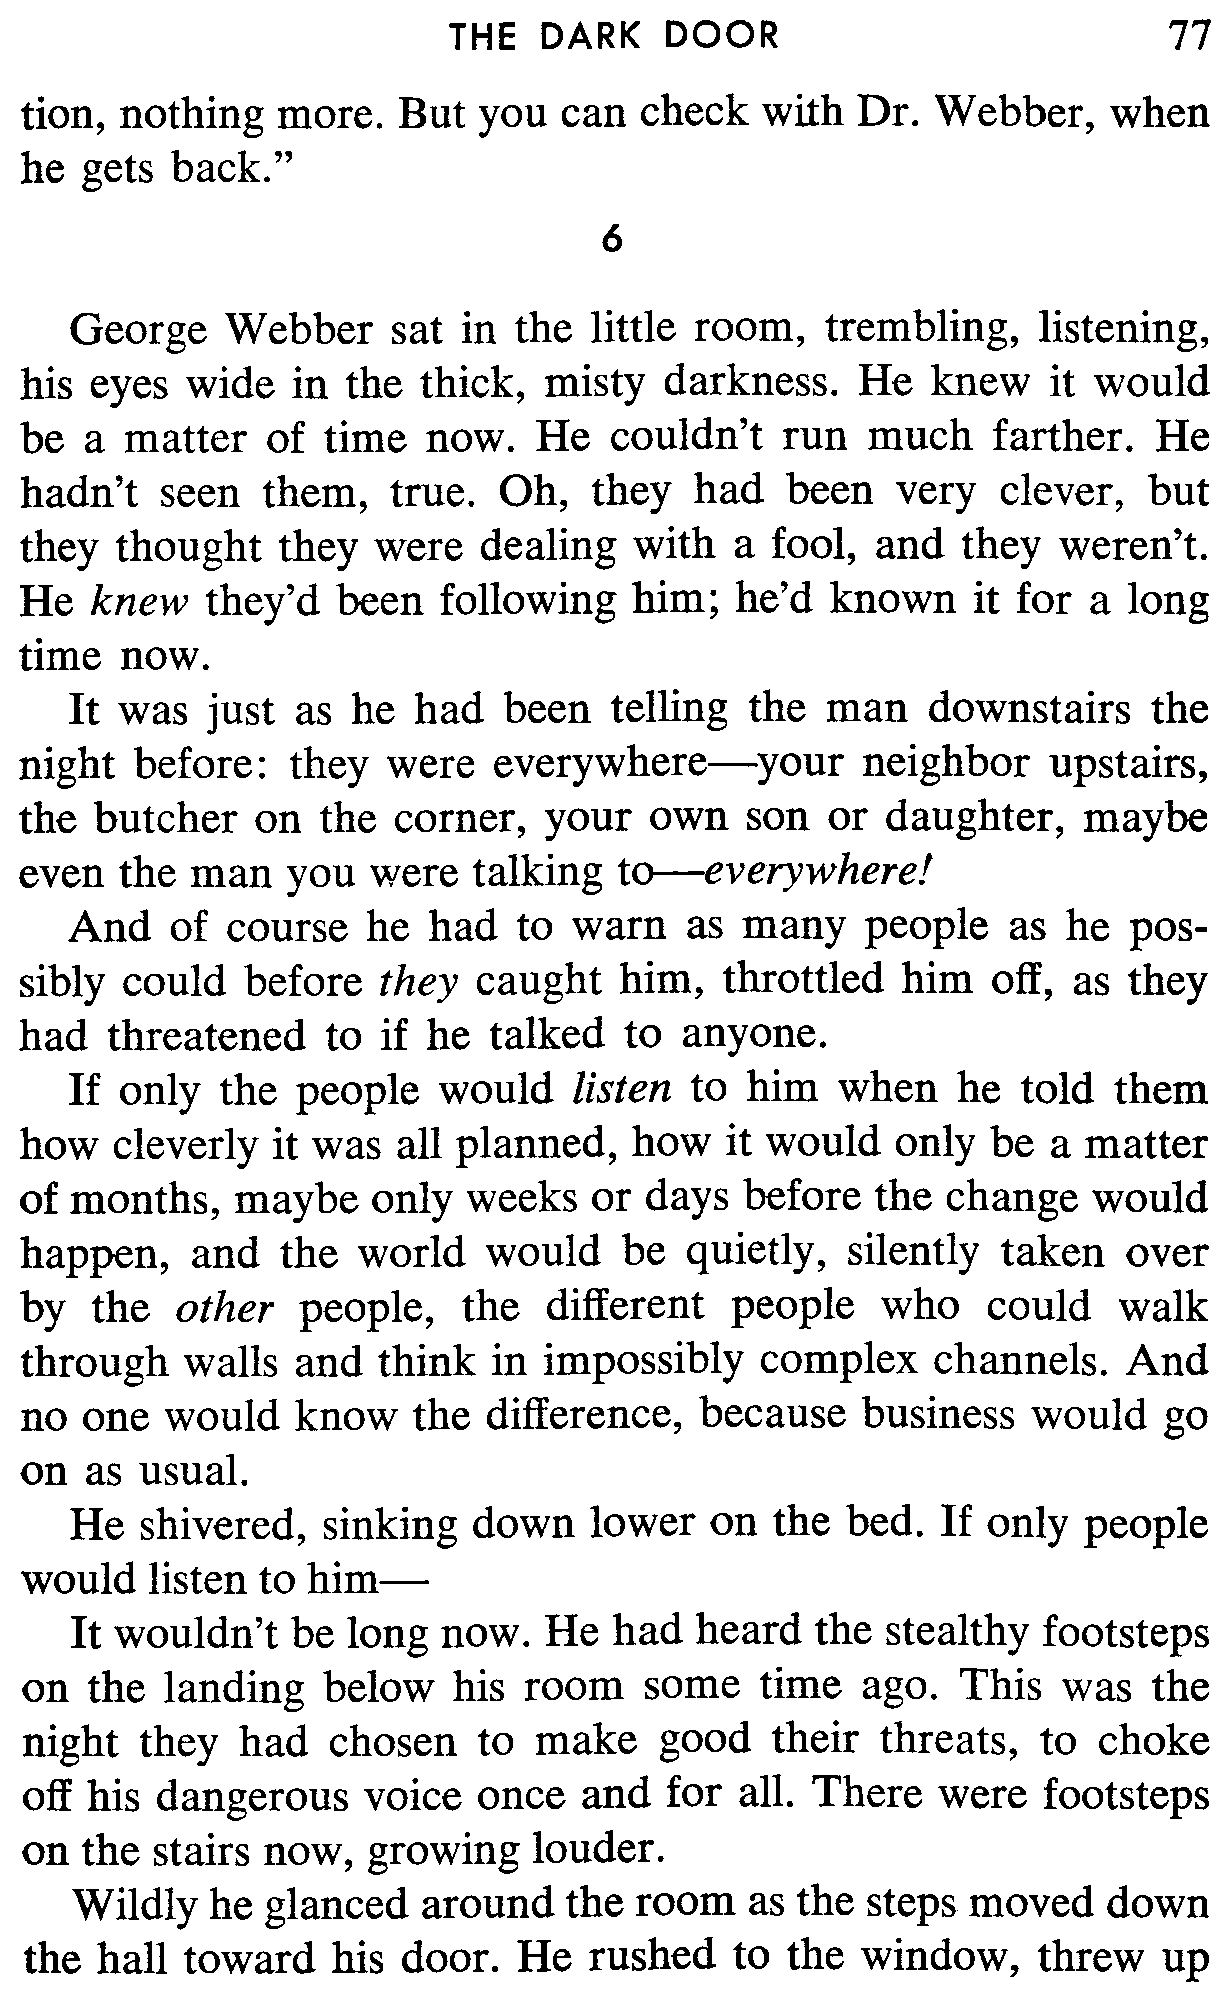 THE DARK DOOR 77
tion, nothing more. But you can check with Dr. Webber, when
he gets back.”
6
George Webber sat in the little room, trembling, listening,
his eyes wide in the thick, misty darkness. He knew it would
be a matter of time now. He couldn’t run much farther. He
hadn’t seen them, true. Oh, they had been very clever, but
they thought they were dealing with a fool, and they weren’t.
He knew they’d been following him; he’d known it for a long
time now.
It was just as he had been telling the man downstairs the
night before: they were everywhere—your neighbor upstairs,
the butcher on the corner, your own son or daughter, maybe
even the man you were talking to—everywhere!
And of course he had to warn as many people as he pos-
sibly could before they caught him, throttled him off, as they
had threatened to if he talked to anyone.
If only the people would listen to him when he told them
how cleverly it was all planned, how it would only be a matter
of months, maybe only weeks or days before the change would
happen, and the world would be quietly, silently taken over
by the other people, the different people who could walk
through walls and think in impossibly complex channels. And
no one would know the difference, because business would go
on as usual.
He shivered, sinking down lower on the bed. If only people
would listen to him—
It wouldn’t be long now. He had heard the stealthy footsteps
on the landing below his room some time ago. This was the
night they had chosen to make good their threats, to choke
off his dangerous voice once and for all. There were footsteps
on the stairs now, growing louder.
Wildly he glanced around the room as the steps moved down
the hall toward his door. He rushed to the window, threw up